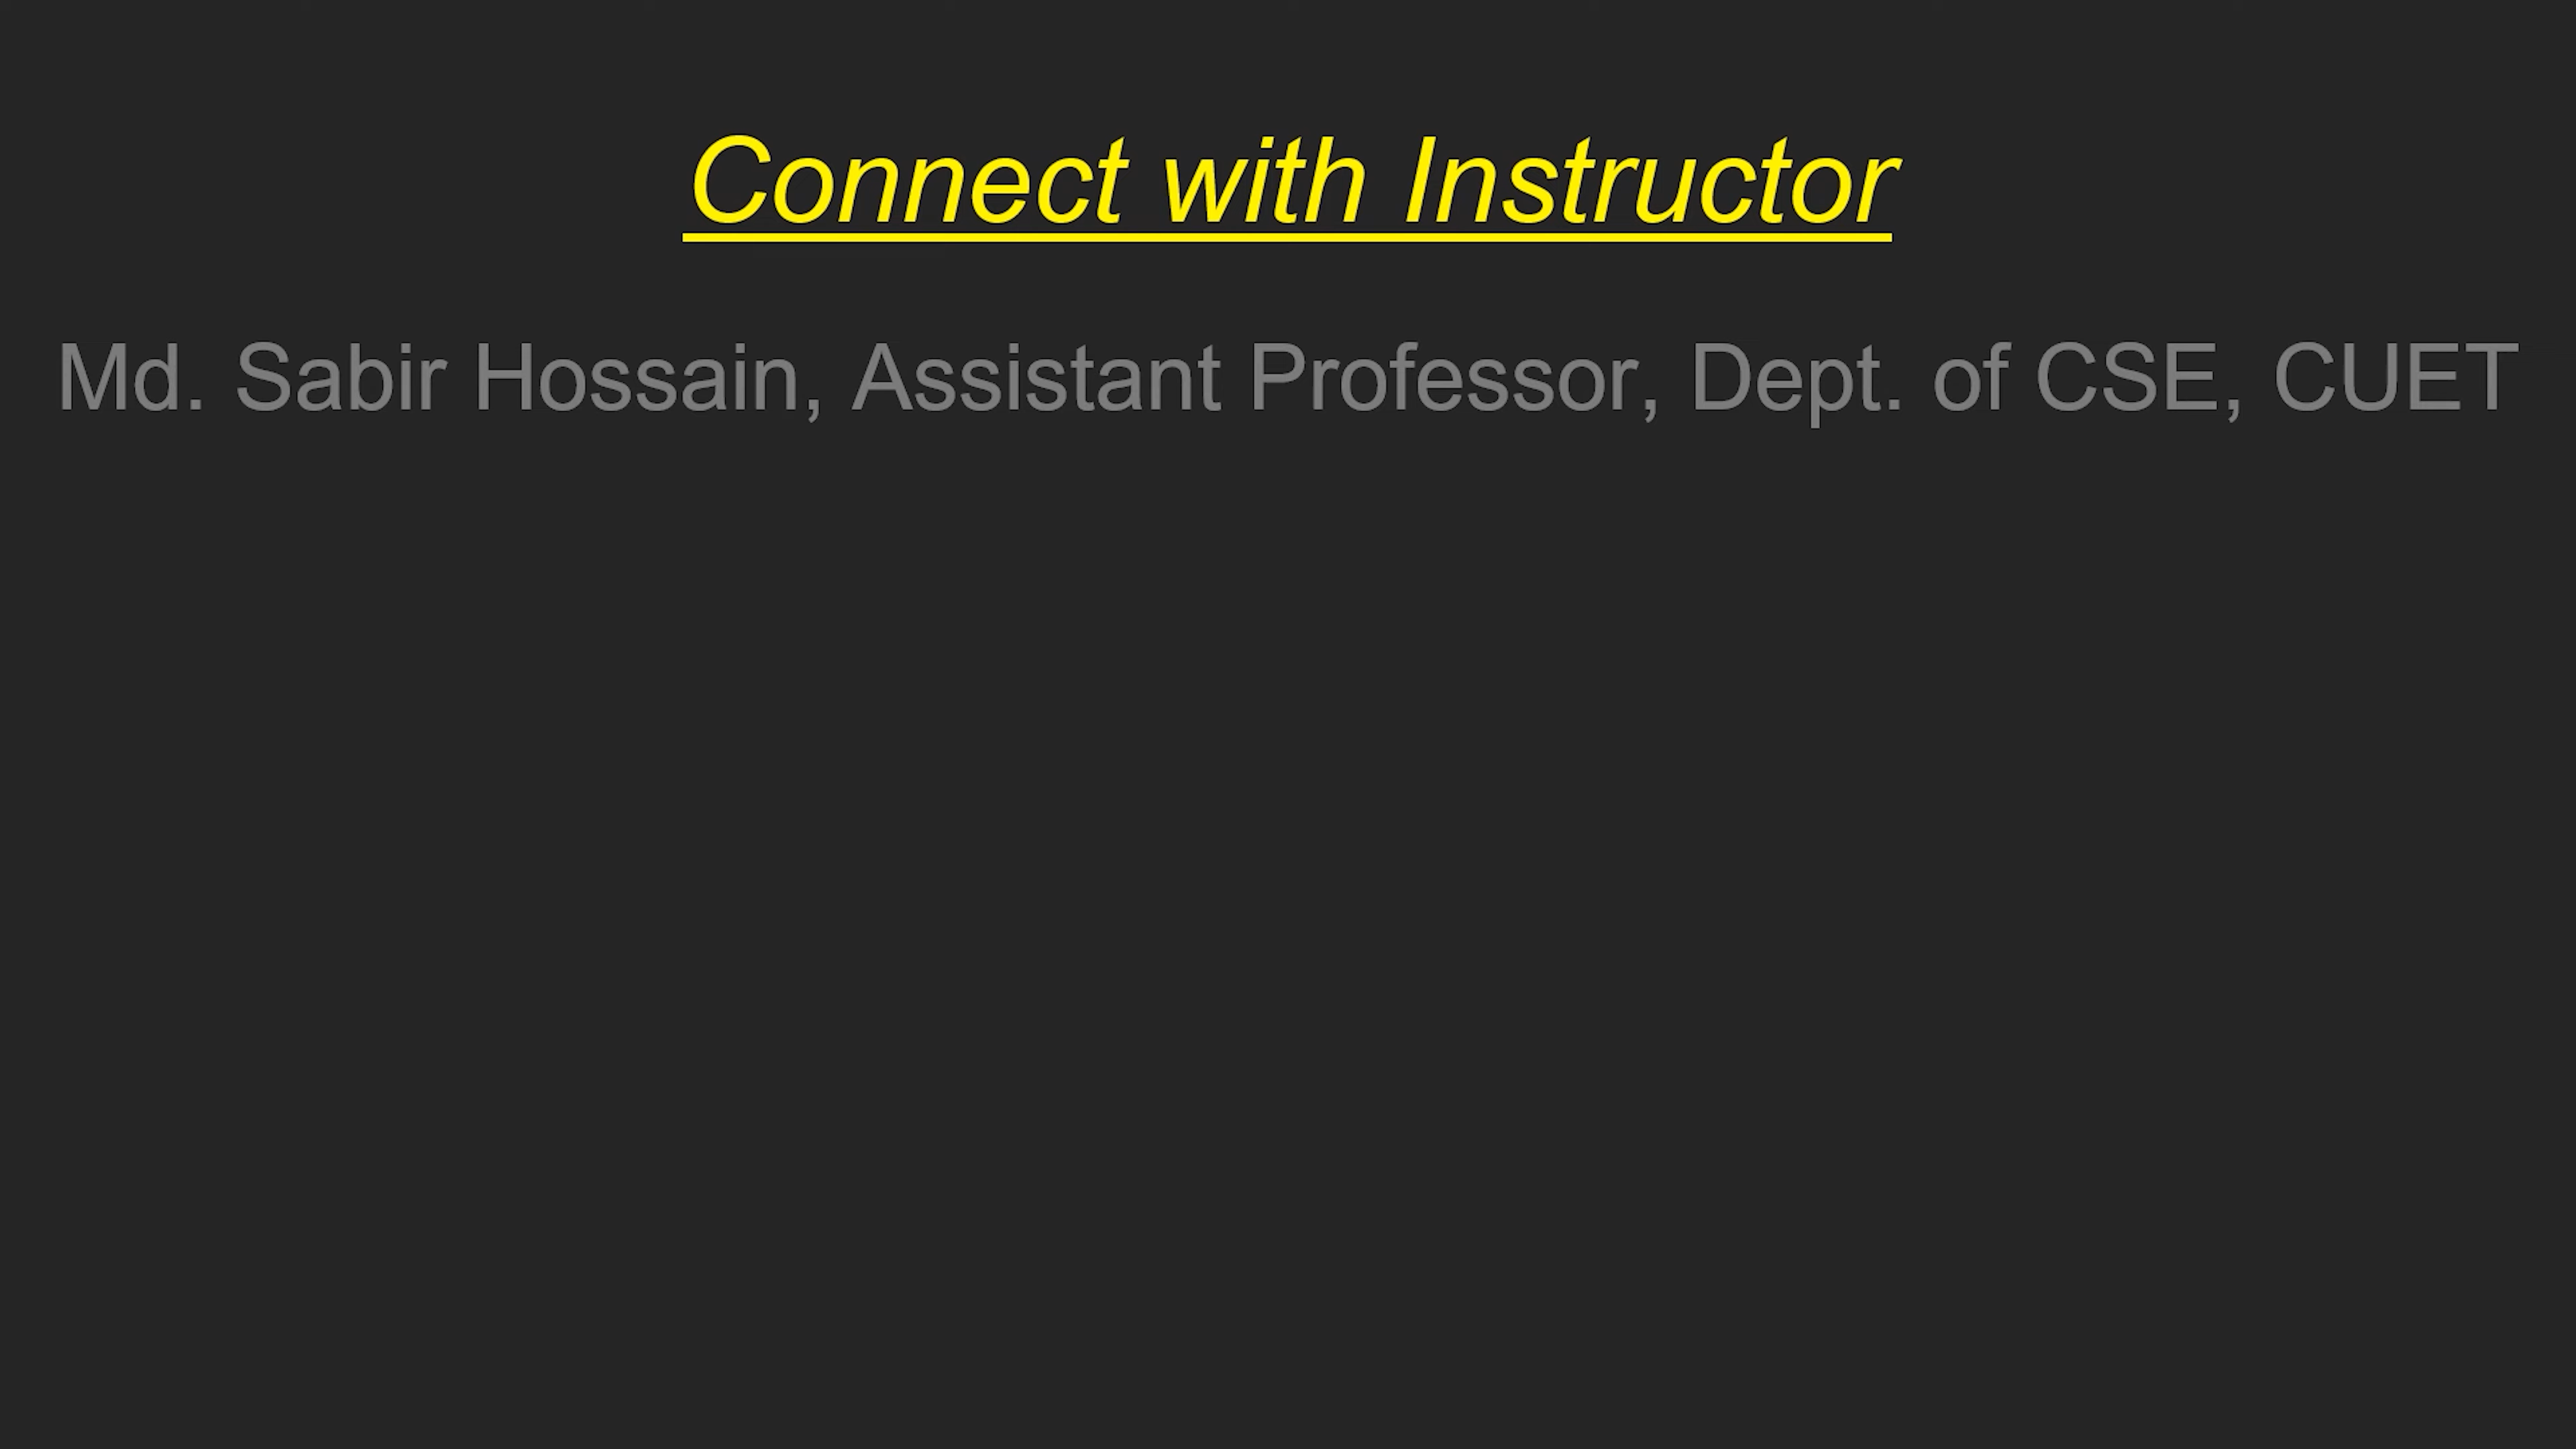 Connect with Instructor
Md. Sabir Hossain, Assistant Professor, Dept. of CSE, CUET